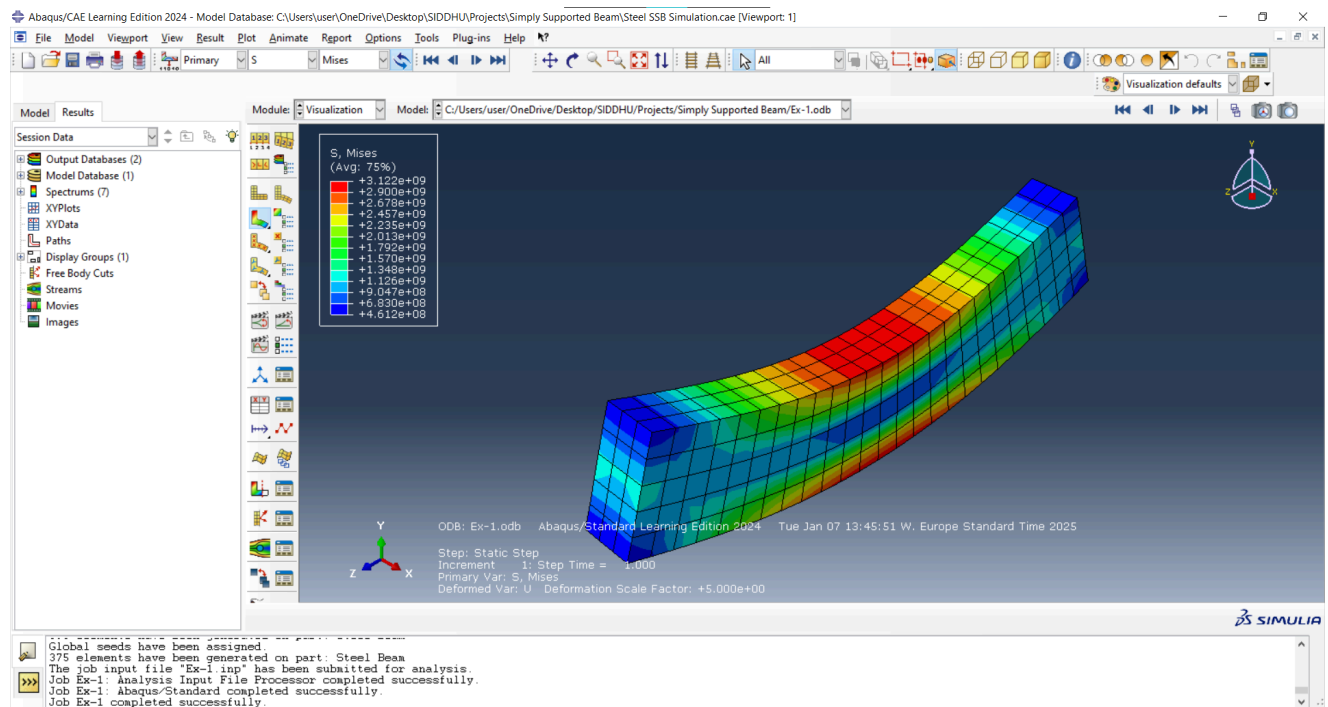 Abaqus/CAE Learning Edition 2024 - Model Database: C:\Users\user\OneDrive\Desktop\SIDDHU\Projects\Simply Supported Beam\Steel SSB Simulation.cae [Viewport: 1]
File Model Viewport View Result Plot Animate Report Options Tools Plug-ins Help
Primary S Mises All
Visualization defaults
Model Results Module: Visualization Model: C:/Users/user/OneDrive/Desktop/SIDDHU/Projects/Simply Supported Beam/Ex-1.odb
Session Data
Output Databases (2)
Model Database (1)
Spectrums (7)
XYPlots
XYData
Paths
Display Groups (1)
Free Body Cuts
Streams
Movies
Images
S, Mises
(Avg: 75%)
+3.122e+09
+2.900e+09
+2.678e+09
+2.457e+09
+2.235e+09
+2.013e+09
+1.792e+09
+1.570e+09
+1.348e+09
+1.126e+09
+9.047e+08
+6.830e+08
+4.612e+08
Y
Z X
Y
Z X
ODB: Ex-1.odb Abaqus/Standard Learning Edition 2024 Tue Jan 07 13:45:51 W. Europe Standard Time 2025
Step: Static Step
Increment 1: Step Time = 1.000
Primary Var: S, Mises
Deformed Var: U Deformation Scale Factor: +5.000e+00
SIMULIA
Global seeds have been assigned.
375 elements have been generated on part: Steel Beam
The job input file "Ex-1.inp" has been submitted for analysis.
Job Ex-1: Analysis Input File Processor completed successfully.
Job Ex-1: Abaqus/Standard completed successfully.
Job Ex-1 completed successfully.